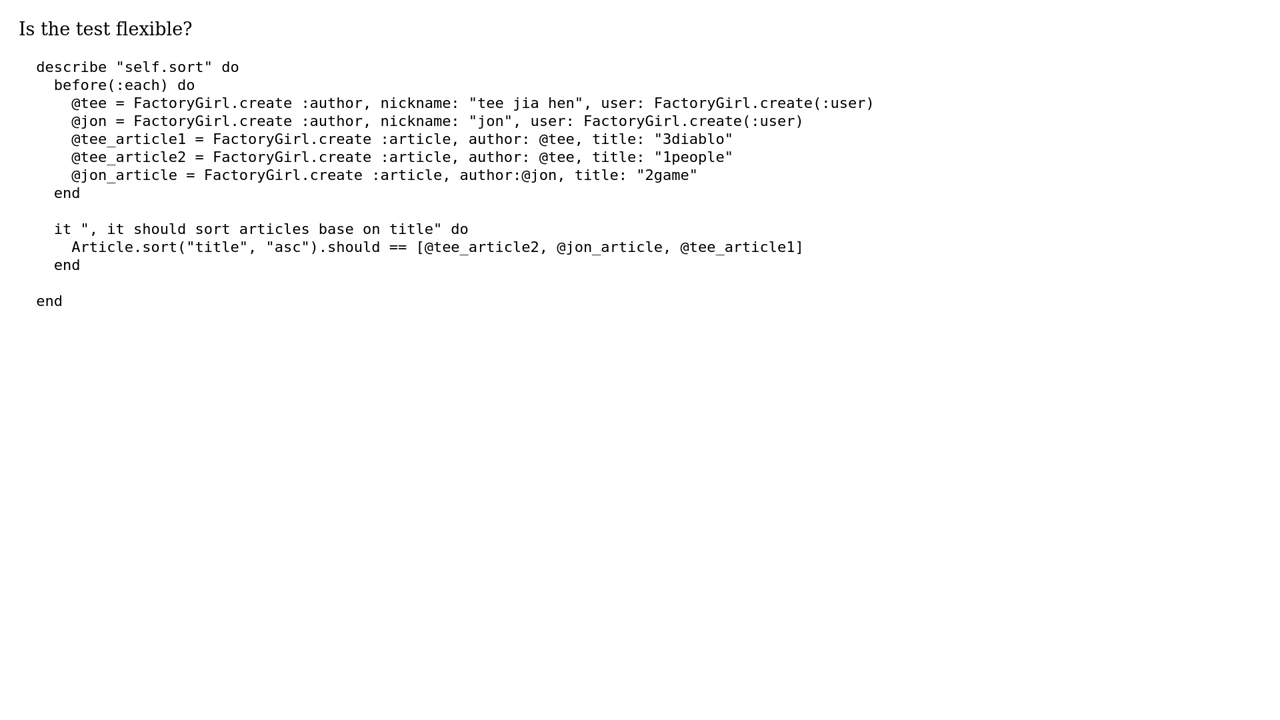 Is the test flexible?
describe "self.sort" do
before(:each) do
@tee = FactoryGirl.create :author, nickname: "tee jia hen", user: FactoryGirl.create(:user)
@jon = FactoryGirl.create :author, nickname: "jon", user: FactoryGirl.create(:user)
@tee_article1 = FactoryGirl.create :article, author: @tee, title: "3diablo"
@tee_article2 = FactoryGirl.create :article, author: @tee, title: "1people"
@jon_article = FactoryGirl.create :article, author:@jon, title: "2game"
end
it ", it should sort articles base on title" do
Article.sort("title", "asc").should == [@tee_article2, @jon_article, @tee_article1]
end
end